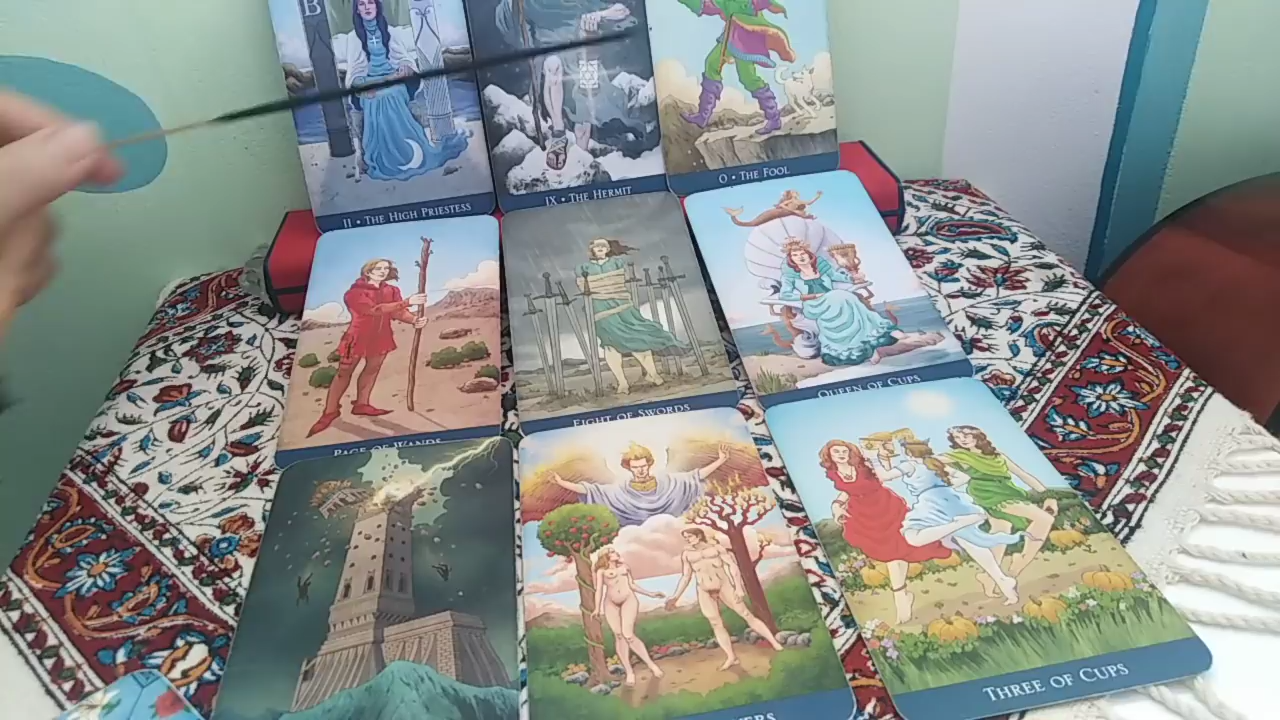 B
II • THE HIGH PRIESTESS
IX • THE HERMIT
0 • THE FOOL
PAGE OF WANDS
EIGHT OF SWORDS
QUEEN OF CUPS
THREE OF CUPS